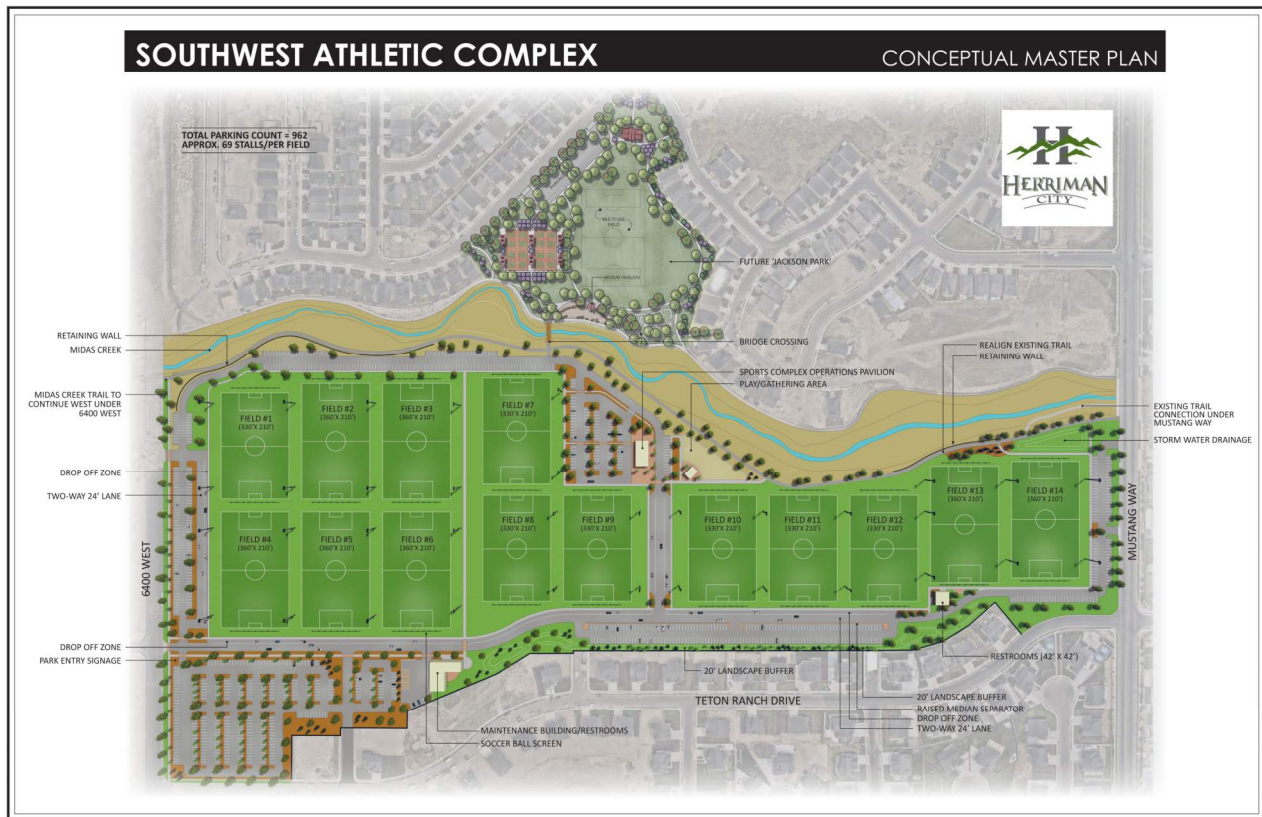 SOUTHWEST ATHLETIC COMPLEX
CONCEPTUAL MASTER PLAN
TOTAL PARKING COUNT = 962
APPROX. 69 STALLS/PER FIELD
H
HERRIMAN
CITY
MULTI-USE
FIELD
MEDIUM PAVILION
FUTURE 'JACKSON PARK'
RETAINING WALL
MIDAS CREEK
MIDAS CREEK TRAIL TO
CONTINUE WEST UNDER
6400 WEST
DROP OFF ZONE
TWO-WAY 24' LANE
6400 WEST
DROP OFF ZONE
PARK ENTRY SIGNAGE
BRIDGE CROSSING
SPORTS COMPLEX OPERATIONS PAVILION
PLAY/GATHERING AREA
REALIGN EXISTING TRAIL
RETAINING WALL
EXISTING TRAIL
CONNECTION UNDER
MUSTANG WAY
STORM WATER DRAINAGE
MUSTANG WAY
FIELD #1
(330'X 210')
FIELD #2
(360'X 210')
FIELD #3
(360'X 210')
FIELD #7
(330'X 210')
FIELD #4
(360'X 210')
FIELD #5
(360'X 210')
FIELD #6
(360'X 210')
FIELD #8
(330'X 210')
FIELD #9
(330'X 210')
FIELD #10
(330'X 210')
FIELD #11
(330'X 210')
FIELD #12
(330'X 210')
FIELD #13
(360'X 210')
FIELD #14
(360'X 210')
RESTROOMS (42' X 42')
20' LANDSCAPE BUFFER
TETON RANCH DRIVE
20' LANDSCAPE BUFFER
RAISED MEDIAN SEPARATOR
DROP OFF ZONE
TWO-WAY 24' LANE
MAINTENANCE BUILDING/RESTROOMS
SOCCER BALL SCREEN